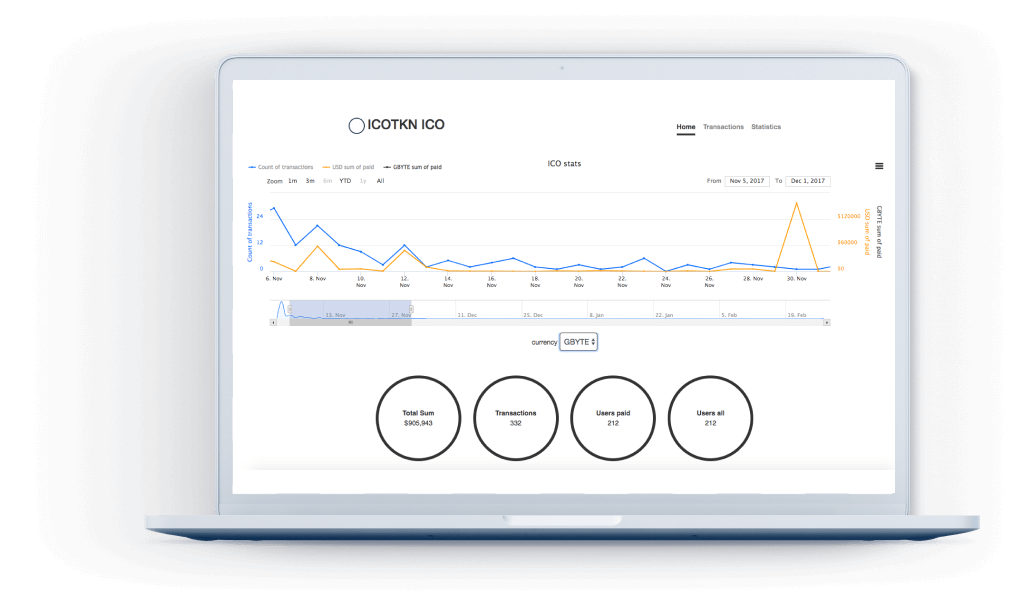 ICOTKN ICO
Home Transactions Statistics
Count of transactions USD sum of paid GBYTE sum of paid
ICO stats
Zoom 1m 3m 6m YTD 1y All
From Nov 5, 2017 To Dec 1, 2017
Count of transactions
24
12
0
$120000
$60000
$0
USD sum of paid
GBYTE sum of paid
6. Nov 8. Nov 10. Nov 12. Nov 14. Nov 16. Nov 18. Nov 20. Nov 22. Nov 24. Nov 26. Nov 28. Nov 30. Nov
13. Nov 27. Nov 11. Dec 25. Dec 8. Jan 22. Jan 5. Feb 19. Feb
currency GBYTE
Total Sum
$905,943
Transactions
332
Users paid
212
Users all
212